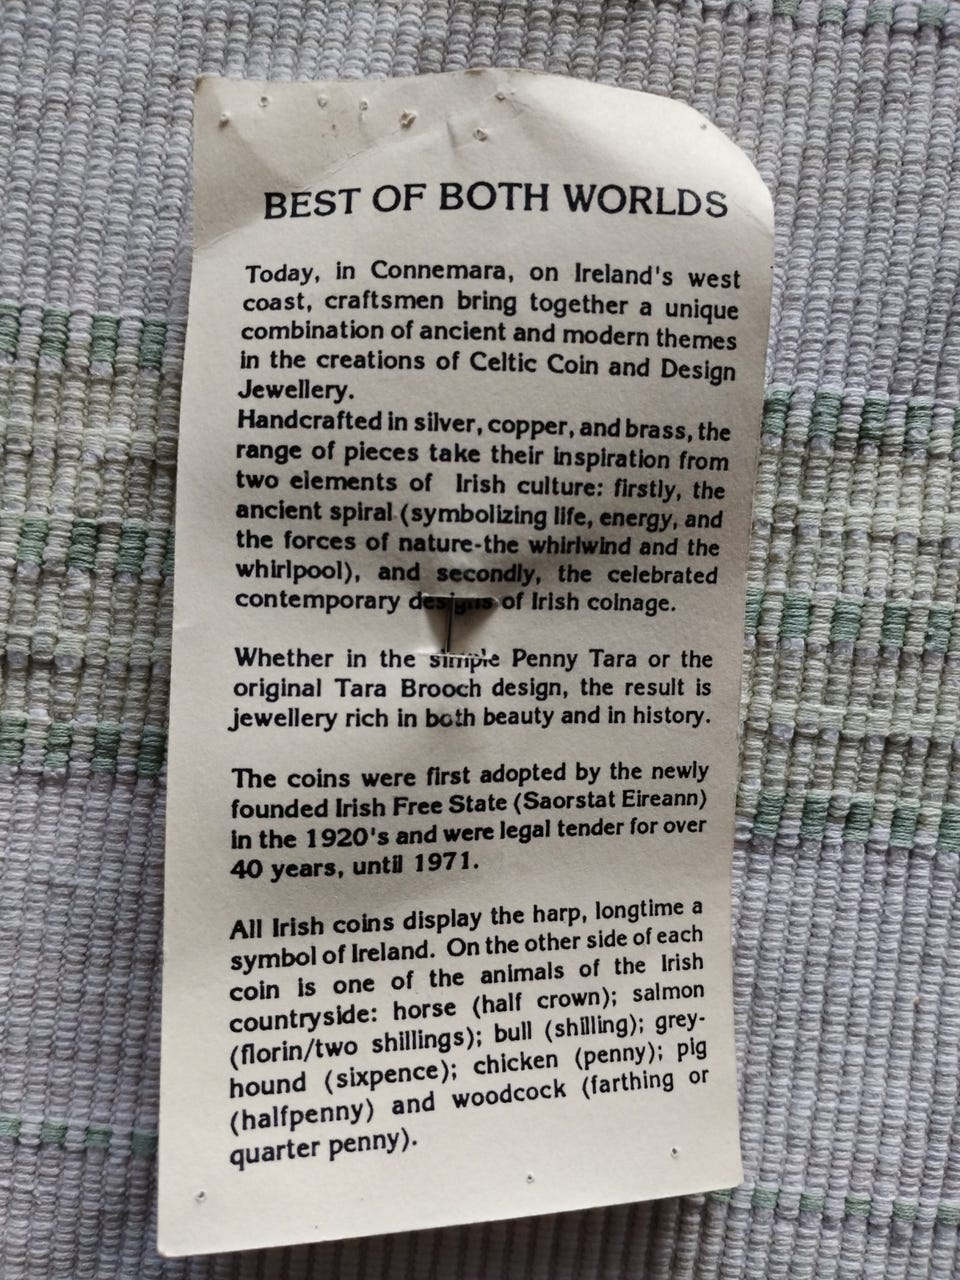 BEST OF BOTH WORLDS
Today, in Connemara, on Ireland's west
coast, craftsmen bring together a unique
combination of ancient and modern themes
in the creations of Celtic Coin and Design
Jewellery.
Handcrafted in silver, copper, and brass, the
range of pieces take their inspiration from
two elements of Irish culture: firstly, the
ancient spiral (symbolizing life, energy, and
the forces of nature-the whirlwind and the
whirlpool), and secondly, the celebrated
contemporary designs of Irish coinage.
Whether in the simple Penny Tara or the
original Tara Brooch design, the result is
jewellery rich in both beauty and in history.
The coins were first adopted by the newly
founded Irish Free State (Saorstat Eireann)
in the 1920's and were legal tender for over
40 years, until 1971.
All Irish coins display the harp, longtime a
symbol of Ireland. On the other side of each
coin is one of the animals of the Irish
countryside: horse (half crown); salmon
(florin/two shillings); bull (shilling); grey-
hound (sixpence); chicken (penny); pig
(halfpenny) and woodcock (farthing or
quarter penny).